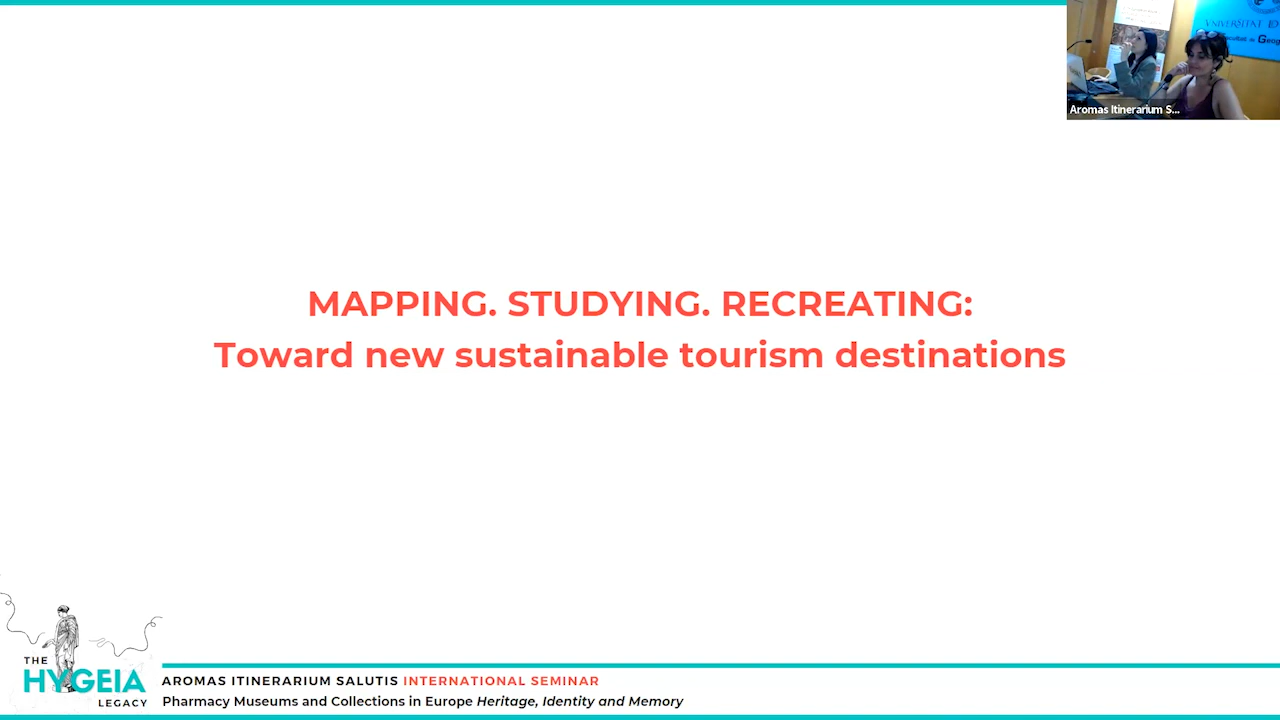 VNIVERSITAT
Aromas Itinerarium S...
MAPPING. STUDYING. RECREATING:
Toward new sustainable tourism destinations
THE
HYGEIA
LEGACY
AROMAS ITINERARIUM SALUTIS INTERNATIONAL SEMINAR
Pharmacy Museums and Collections in Europe Heritage, Identity and Memory